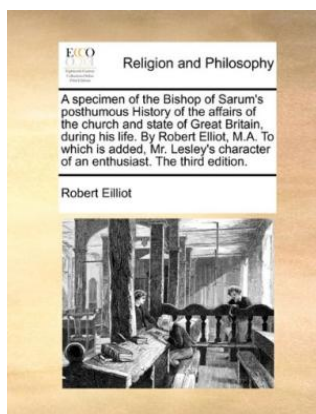 ECCO
Religion and Philosophy
A specimen of the Bishop of Sarum's
posthumous History of the affairs of
the church and state of Great Britain,
during his life. By Robert Elliot, M.A. To
which is added, Mr. Lesley's character
of an enthusiast. The third edition.
Robert Eilliot